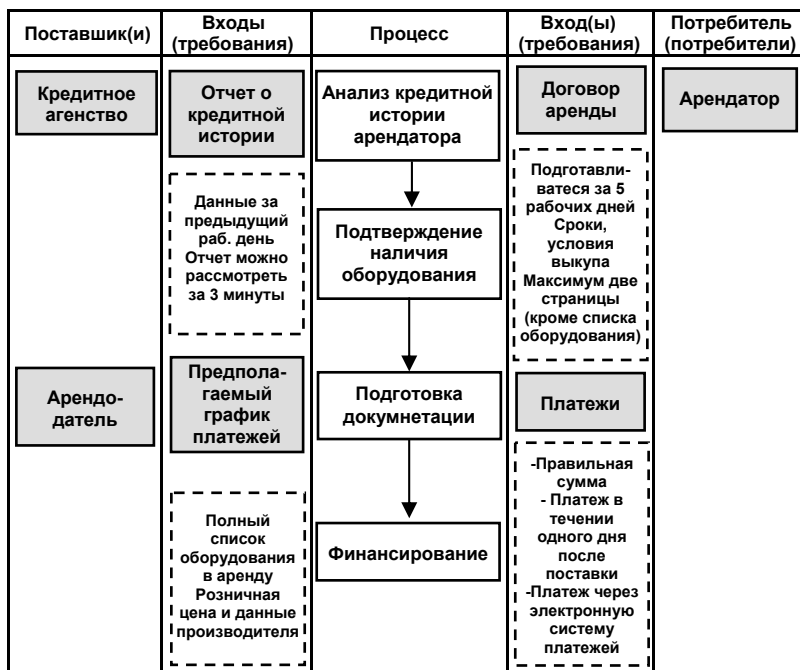 Поставшик(и)
Входы
(требования)
Процесс
Вход(ы)
(требования)
Потребитель
(потребители)
Кредитное
агенство
Отчет о
кредитной
истории
Анализ кредитной
истории
арендатора
Договор
аренды
Арендатор
Данные за
предыдущий
раб. день
Отчет можно
рассмотреть
за 3 минуты
Подтверждение
наличия
оборудования
Подготавли-
ватеся за 5
рабочих дней
Сроки,
условия
выкупа
Максимум две
страницы
(кроме списка
оборудования)
Арендо-
датель
Предпола-
гаемый
график
платежей
Подготовка
докумнетации
Платежи
Полный
список
оборудования
в аренду
Розничная
цена и данные
производителя
Финансирование
-Правильная
сумма
- Платеж в
течении
одного дня
после
поставки
-Платеж через
электронную
систему
платежей